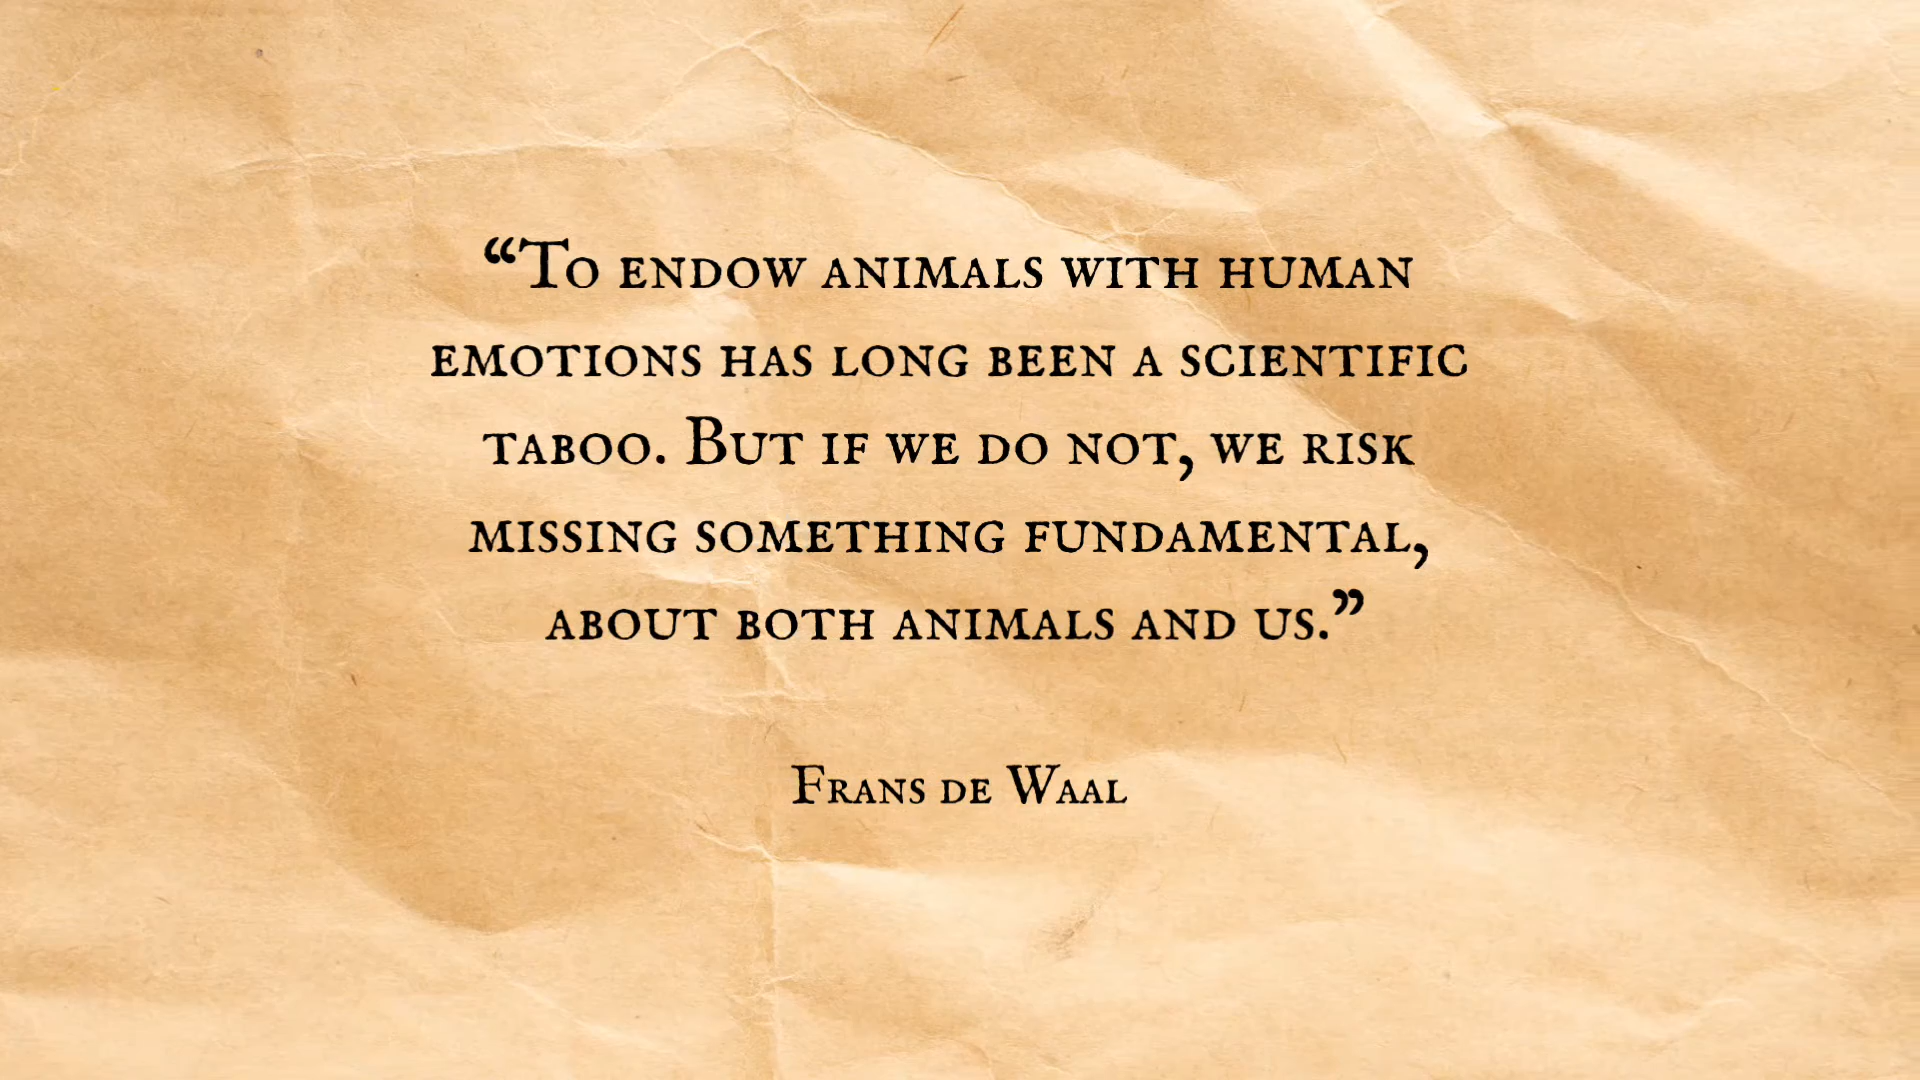 “To endow animals with human
emotions has long been a scientific
taboo. But if we do not, we risk
missing something fundamental,
about both animals and us.”
Frans de Waal